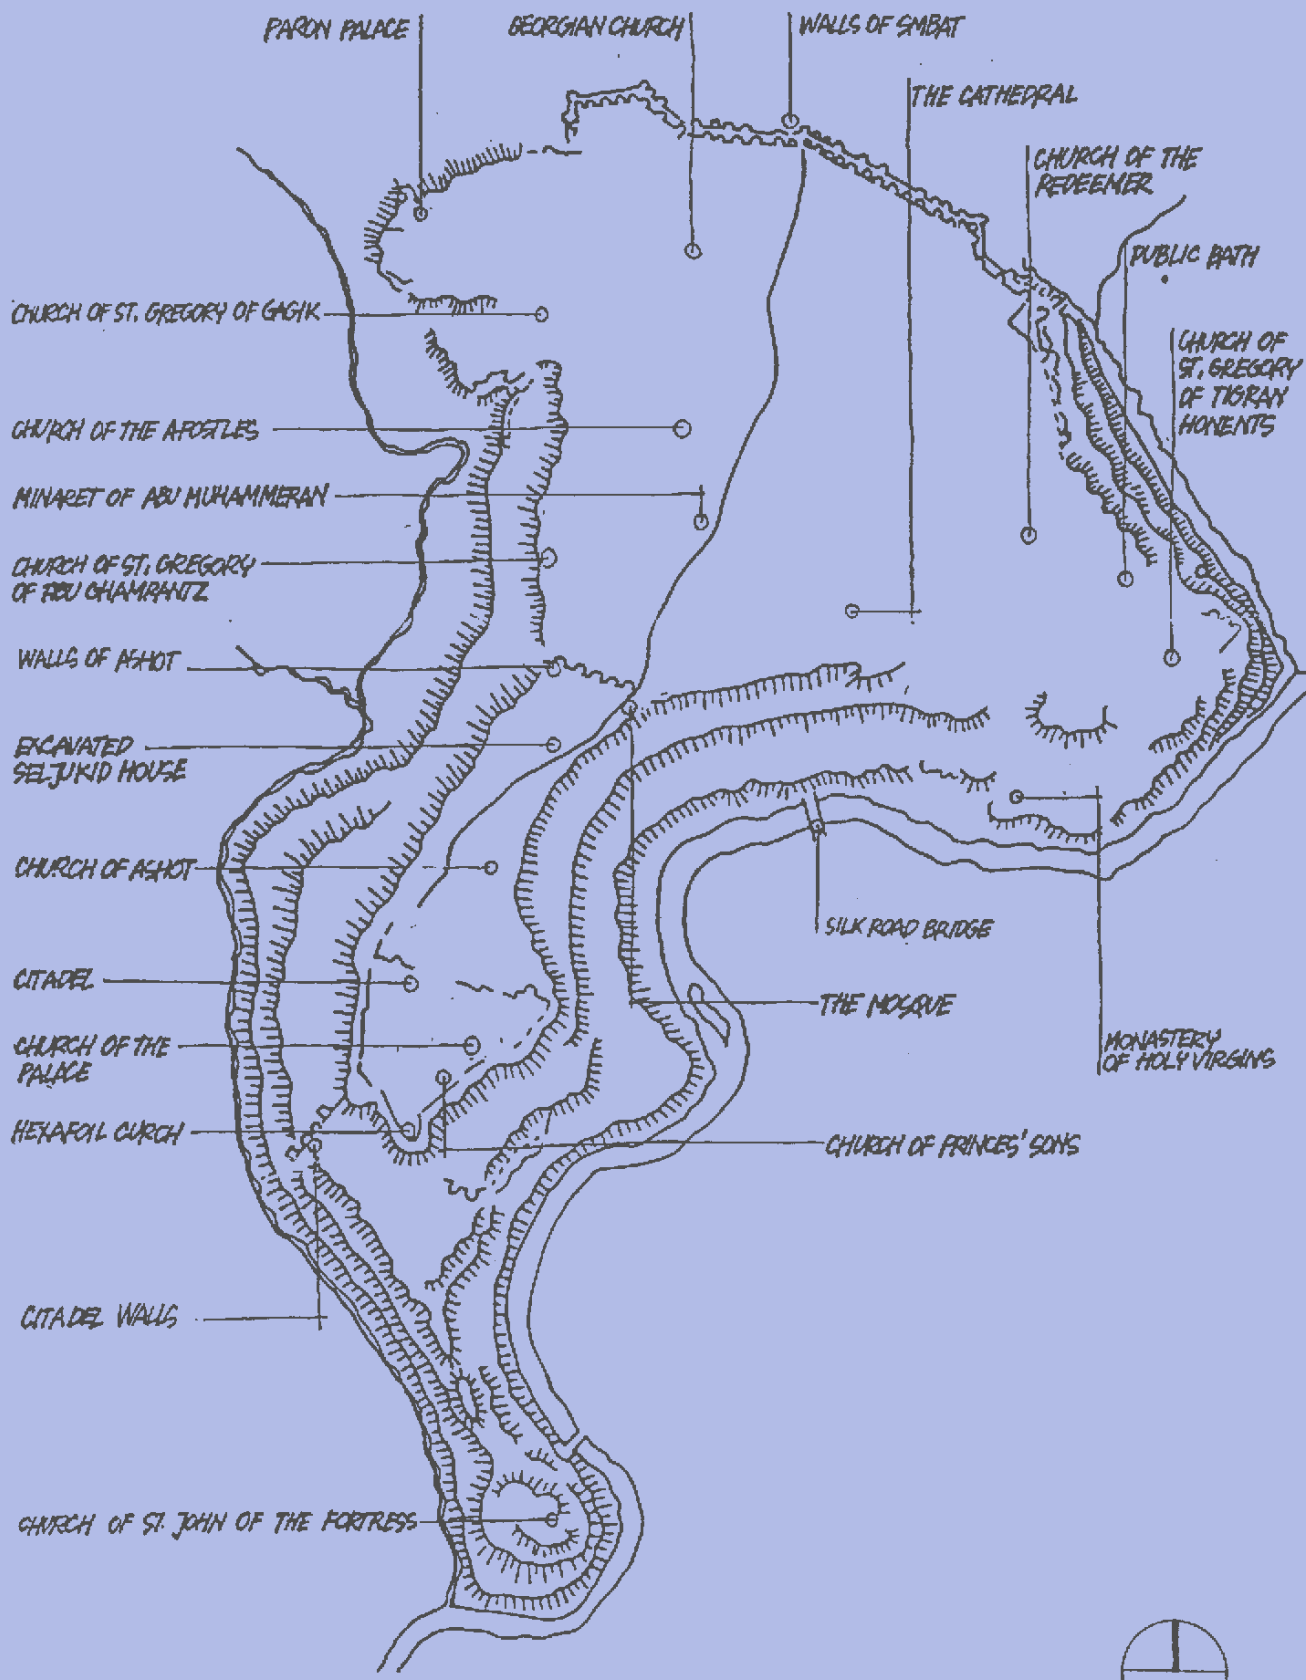 PARON PALACE
GEORGIAN CHURCH
WALLS OF SMBAT
THE CATHEDRAL
CHURCH OF THE
REDEEMER
PUBLIC BATH
CHURCH OF
ST. GREGORY
OF TIGRAN
HONENTS
CHURCH OF ST. GREGORY OF GAGIK
CHURCH OF THE APOSTLES
MINARET OF ABU MUHAMMERAN
CHURCH OF ST. GREGORY
OF ABU GHAMRANTZ
WALLS OF ASHOT
EXCAVATED
SELJUKID HOUSE
CHURCH OF ASHOT
SILK ROAD BRIDGE
CITADEL
THE MOSQUE
CHURCH OF THE
PALACE
MONASTERY
OF HOLY VIRGINS
HEXAFOIL CURCH
CHURCH OF PRINCES' SONS
CITADEL WALLS
CHURCH OF ST. JOHN OF THE FORTRESS